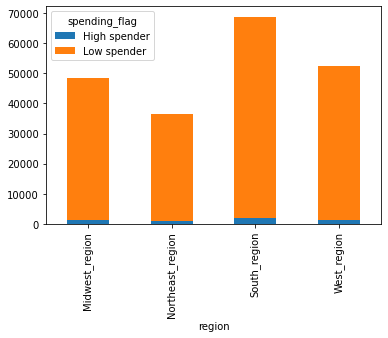 spending_flag
High spender
Low spender
70000
60000
50000
40000
30000
20000
10000
0
Midwest_region
Northeast_region
South_region
West_region
region